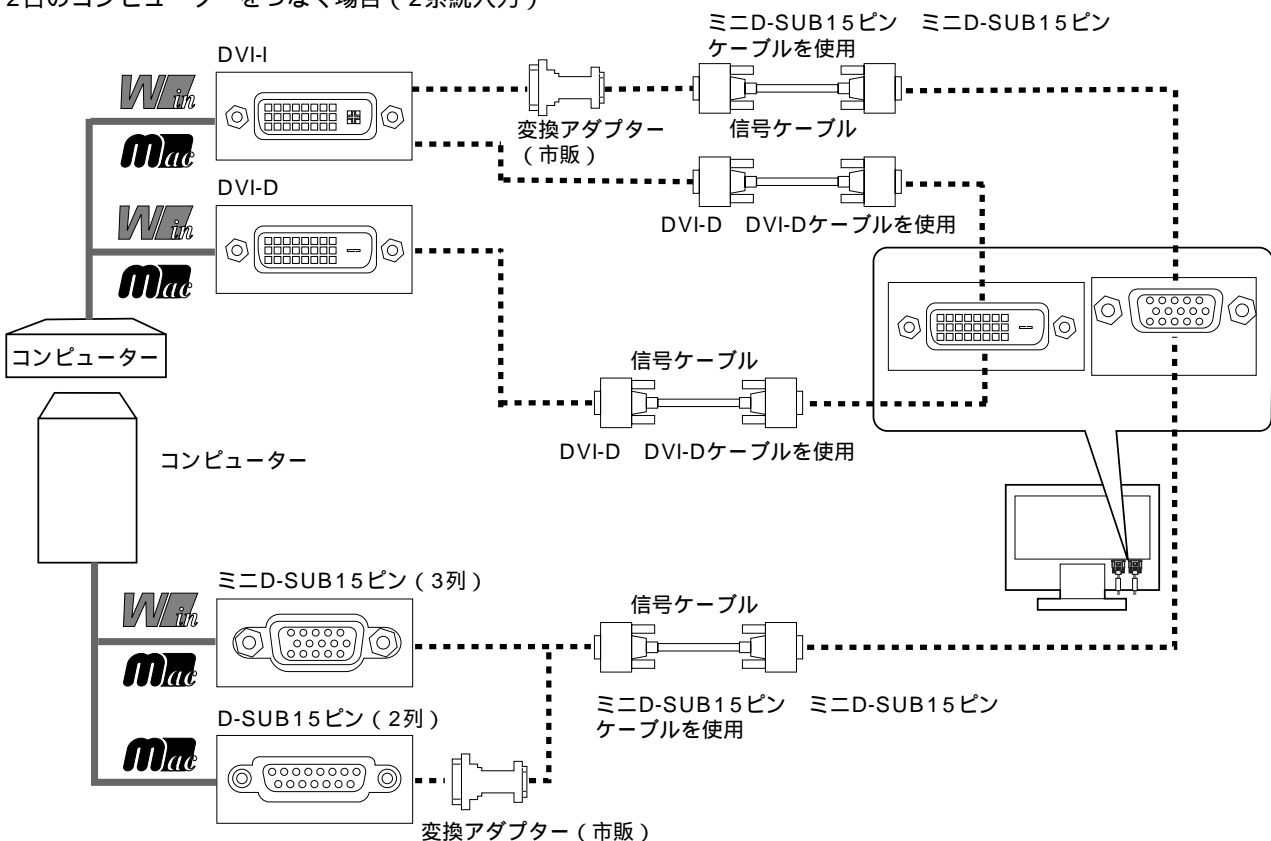 2台のコンピューターをつなぐ場合(2系統入力)
ミニD-SUB15ピン ミニD-SUB15ピン
ケーブルを使用
DVI-I
Win
Mac
変換アダプター
(市販)
信号ケーブル
DVI-D
Win
Mac
DVI-D DVI-Dケーブルを使用
コンピューター
信号ケーブル
DVI-D DVI-Dケーブルを使用
コンピューター
ミニD-SUB15ピン(3列)
Win
Mac
信号ケーブル
ミニD-SUB15ピン ミニD-SUB15ピン
ケーブルを使用
D-SUB15ピン(2列)
Mac
変換アダプター(市販)